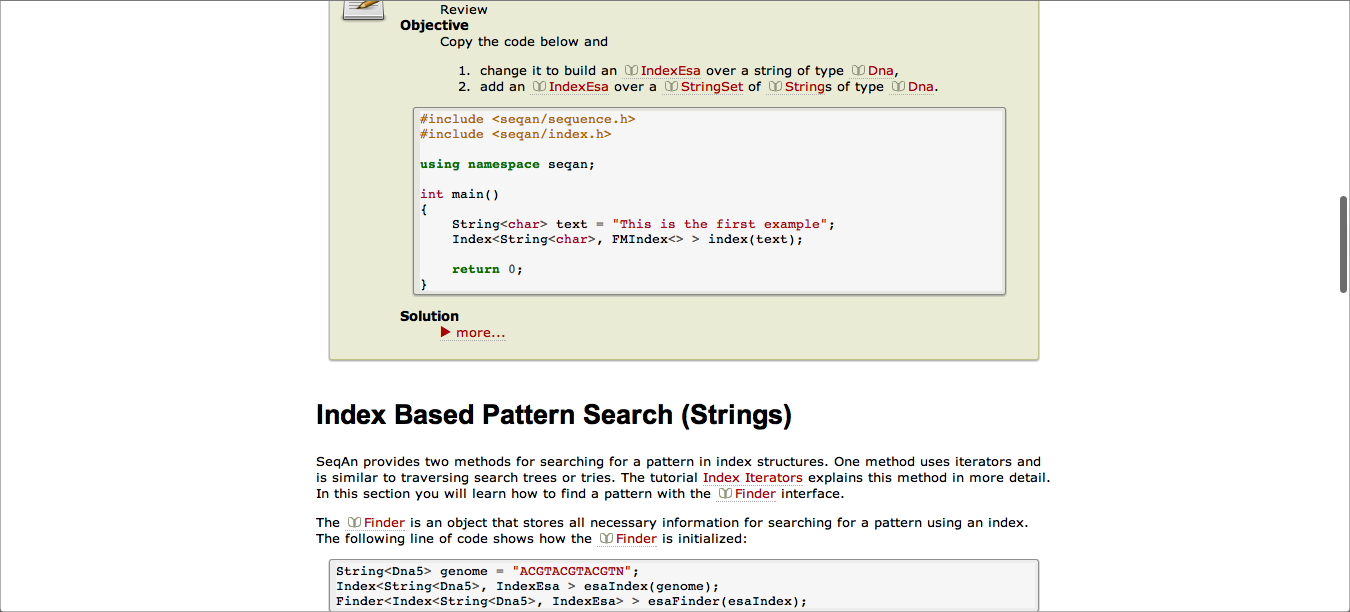 Review
Objective
Copy the code below and
1. change it to build an IndexEsa over a string of type Dna,
2. add an IndexEsa over a StringSet of Strings of type Dna.
#include <seqan/sequence.h>
#include <seqan/index.h>
using namespace seqan;
int main()
{
    String<char> text = "This is the first example";
    Index<String<char>, FMIndex<> > index(text);
    return 0;
}
Solution
more...
Index Based Pattern Search (Strings)
SeqAn provides two methods for searching for a pattern in index structures. One method uses iterators and
is similar to traversing search trees or tries. The tutorial Index Iterators explains this method in more detail.
In this section you will learn how to find a pattern with the Finder interface.
The Finder is an object that stores all necessary information for searching for a pattern using an index.
The following line of code shows how the Finder is initialized:
String<Dna5> genome = "ACGTACGTACGTN";
Index<String<Dna5>, IndexEsa > esaIndex(genome);
Finder<Index<String<Dna5>, IndexEsa> > esaFinder(esaIndex);